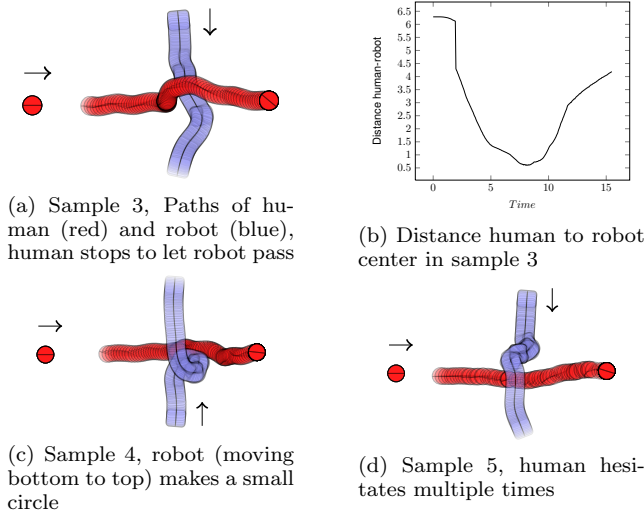 6.5
6
5.5
5
4.5
4
3.5
3
2.5
2
1.5
1
0.5
Distance human-robot
0 5 10 15
Time
(a) Sample 3, Paths of hu-
man (red) and robot (blue),
human stops to let robot pass
(b) Distance human to robot
center in sample 3
(c) Sample 4, robot (moving
bottom to top) makes a small
circle
(d) Sample 5, human hesi-
tates multiple times